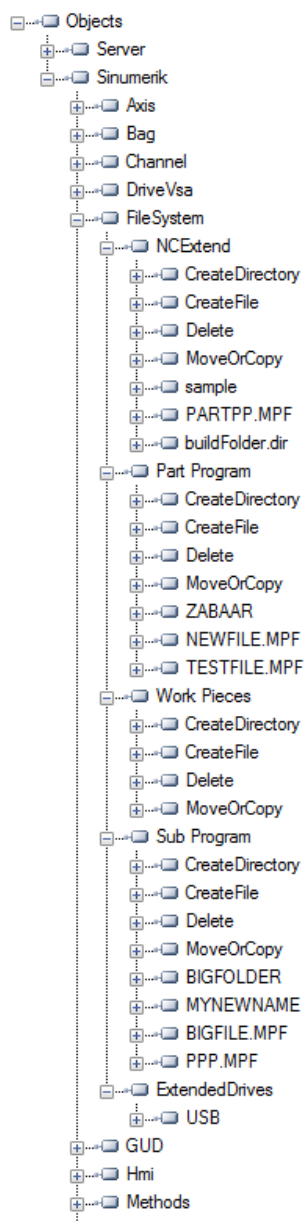 Objects
Server
Sinumerik
Axis
Bag
Channel
DriveVsa
FileSystem
NCExtend
CreateDirectory
CreateFile
Delete
MoveOrCopy
sample
PARTPP.MPF
buildFolder.dir
Part Program
CreateDirectory
CreateFile
Delete
MoveOrCopy
ZABAAR
NEWFILE.MPF
TESTFILE.MPF
Work Pieces
CreateDirectory
CreateFile
Delete
MoveOrCopy
Sub Program
CreateDirectory
CreateFile
Delete
MoveOrCopy
BIGFOLDER
MYNEWNAME
BIGFILE.MPF
PPP.MPF
ExtendedDrives
USB
GUD
Hmi
Methods